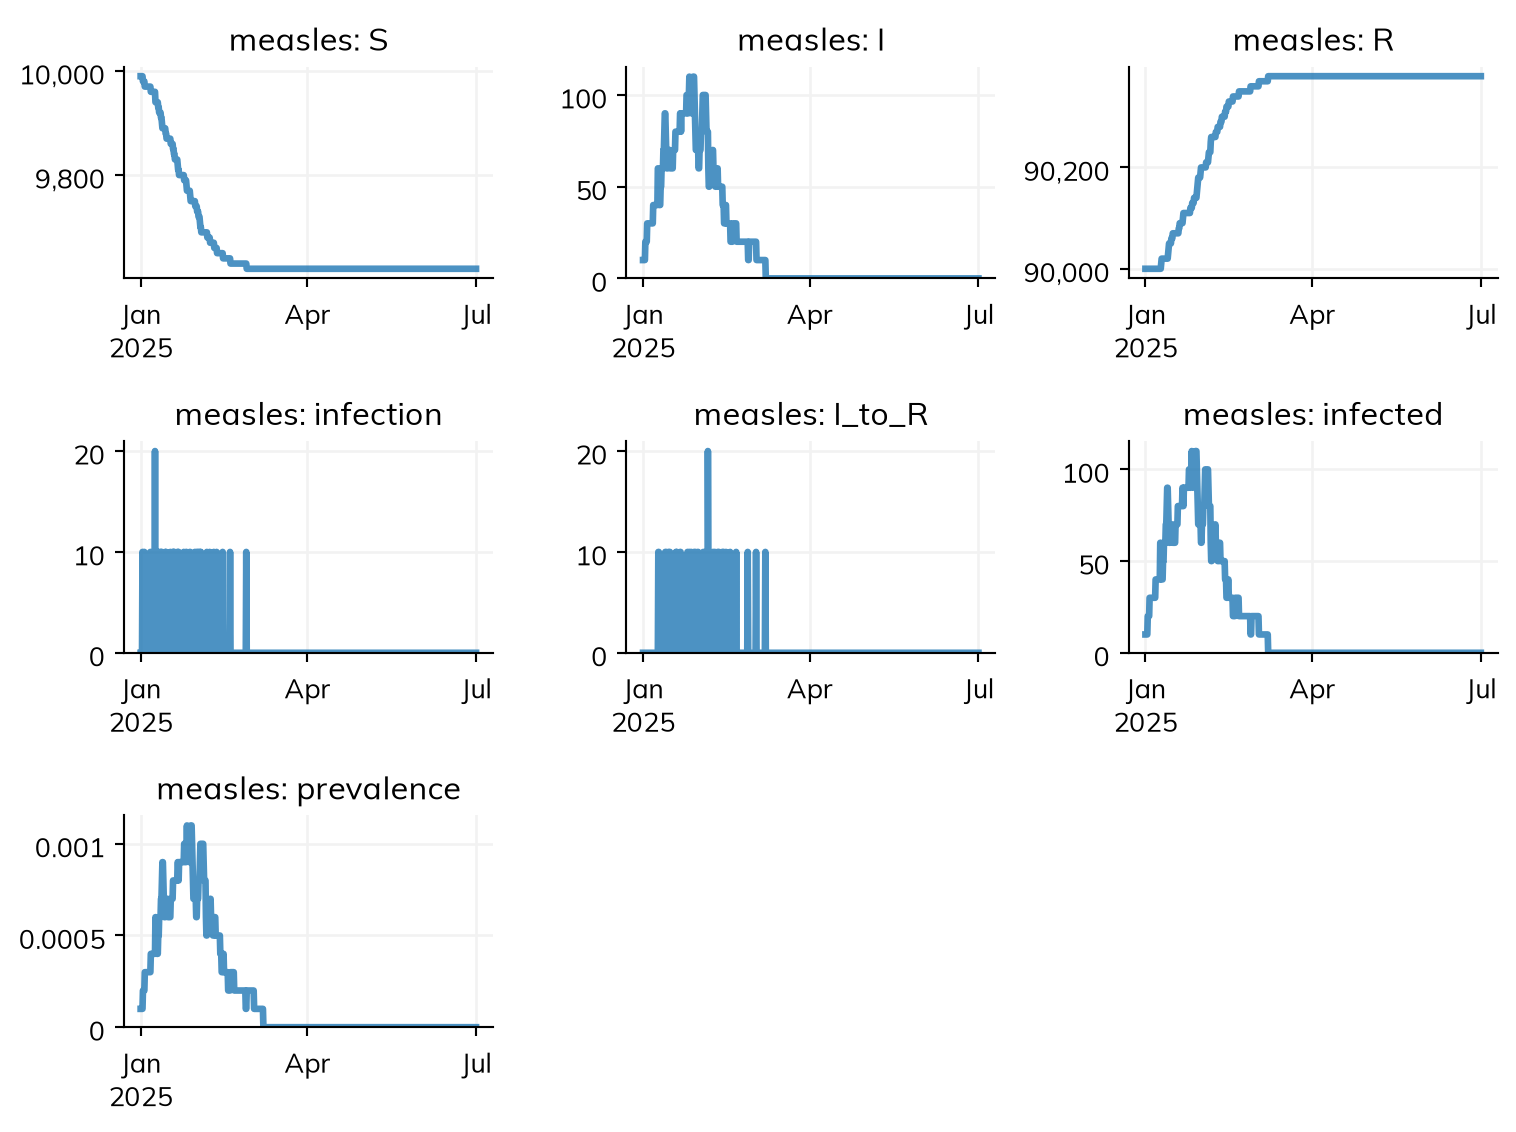 measles: S
10,000
9,800
Jan
2025
Apr
Jul
measles: I
100
50
0
Jan
2025
Apr
Jul
measles: R
90,200
90,000
Jan
2025
Apr
Jul
measles: infection
20
10
0
Jan
2025
Apr
Jul
measles: I_to_R
20
10
0
Jan
2025
Apr
Jul
measles: infected
100
50
0
Jan
2025
Apr
Jul
measles: prevalence
0.001
0.0005
0
Jan
2025
Apr
Jul